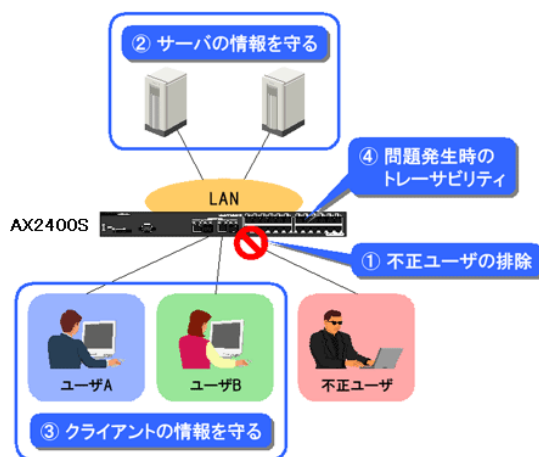 ② サーバの情報を守る
④ 問題発生時の
トレーサビリティ
LAN
AX2400S
① 不正ユーザの排除
ユーザA
ユーザB
不正ユーザ
③ クライアントの情報を守る